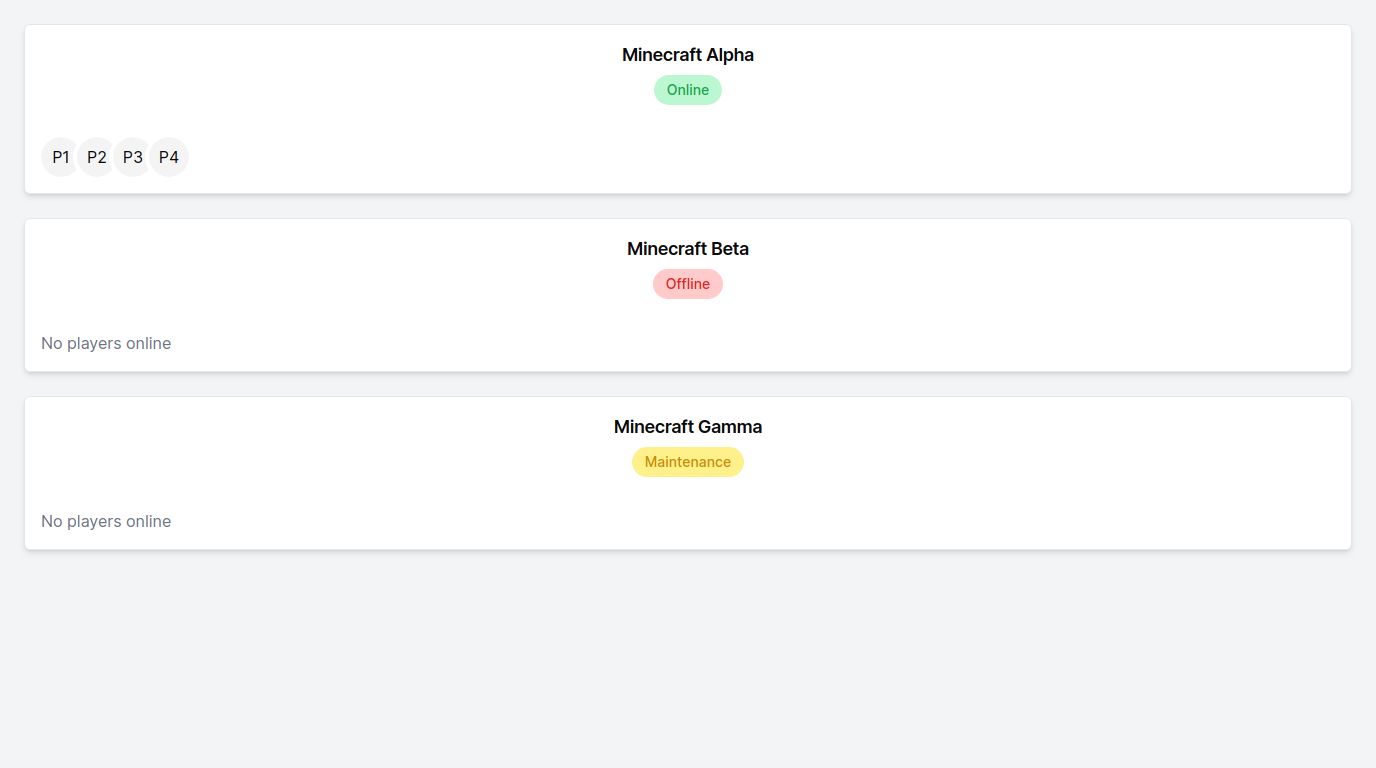 Minecraft Alpha
Online
P1 P2 P3 P4
Minecraft Beta
Offline
No players online
Minecraft Gamma
Maintenance
No players online